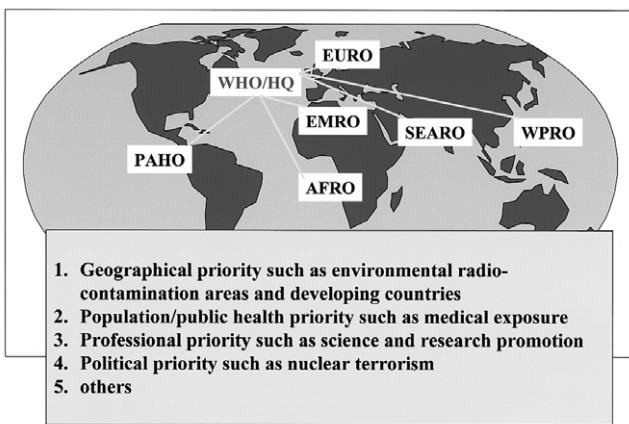 EURO
WHO/HQ
EMRO
SEARO
WPRO
PAHO
AFRO
1. Geographical priority such as environmental radio-
contamination areas and developing countries
2. Population/public health priority such as medical exposure
3. Professional priority such as science and research promotion
4. Political priority such as nuclear terrorism
5. others